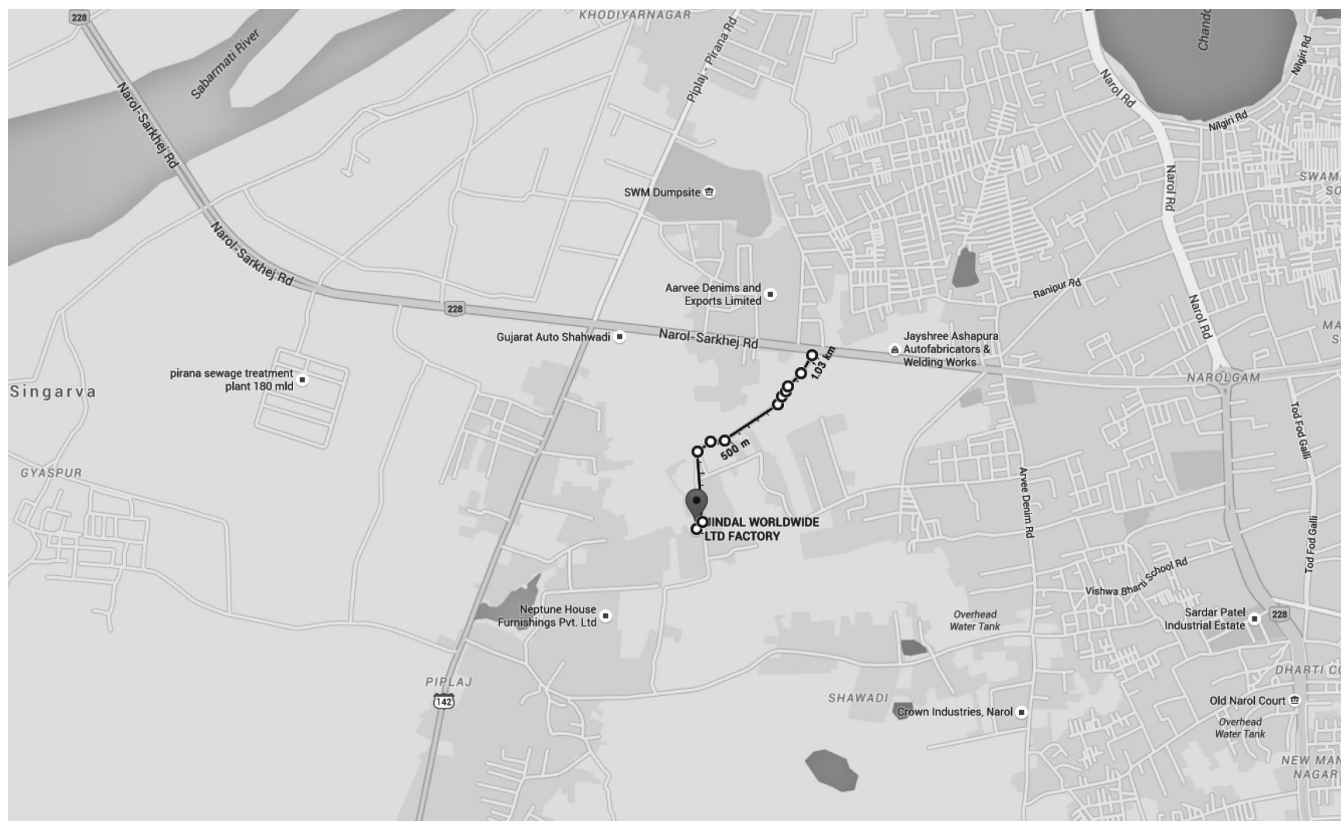 228
KHODIYARNAGAR
Sabarmati River
Piplaj - Pirana Rd
Narol Rd
Nilgiri Rd
Nilgiri Rd
Narol-Sarkhej Rd
Narol Rd
SWM Dumpsite
Narol-Sarkhej Rd
Aarvee Denims and
Exports Limited
Ranipur Rd
Narol Rd
228
Gujarat Auto Shahwadi
Narol-Sarkhej Rd
Jayshree Ashapura
Autofabricators &
Welding Works
1.03 km
pirana sewage treatment
plant 180 mld
Singarva
NAROLGAM
Tod Fod Galli
500 m
GYASPUR
Arvee Denim Rd
JINDAL WORLDWIDE
LTD FACTORY
Tod Fod Galli
Vishwa Bharti School Rd
Neptune House
Furnishings Pvt. Ltd
Overhead
Water Tank
Sardar Patel
Industrial Estate
228
PIPLAJ
142
SHAWADI
Crown Industries, Narol
Old Narol Court
Overhead
Water Tank
NAGAR